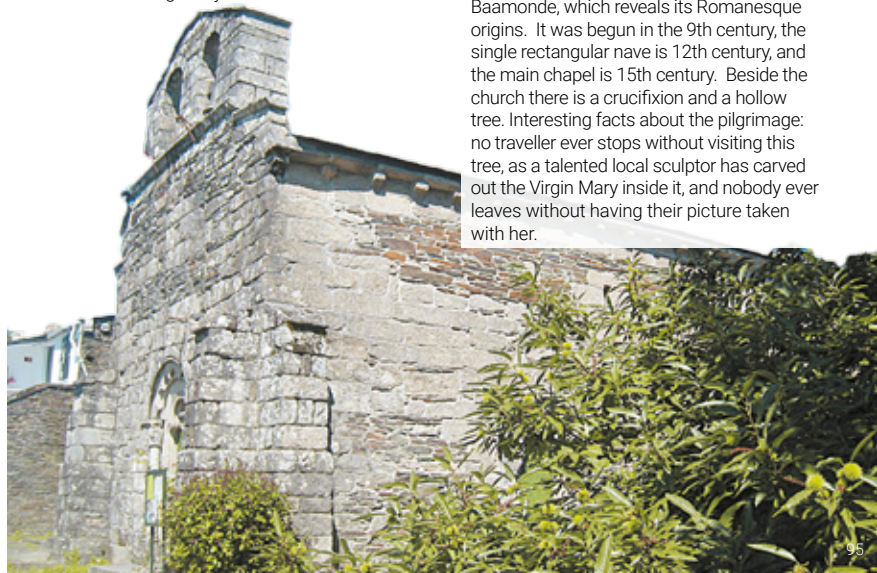 Baamonde, which reveals its Romanesque
origins. It was begun in the 9th century, the
single rectangular nave is 12th century, and
the main chapel is 15th century. Beside the
church there is a crucifixion and a hollow
tree. Interesting facts about the pilgrimage:
no traveller ever stops without visiting this
tree, as a talented local sculptor has carved
out the Virgin Mary inside it, and nobody ever
leaves without having their picture taken
with her.
95